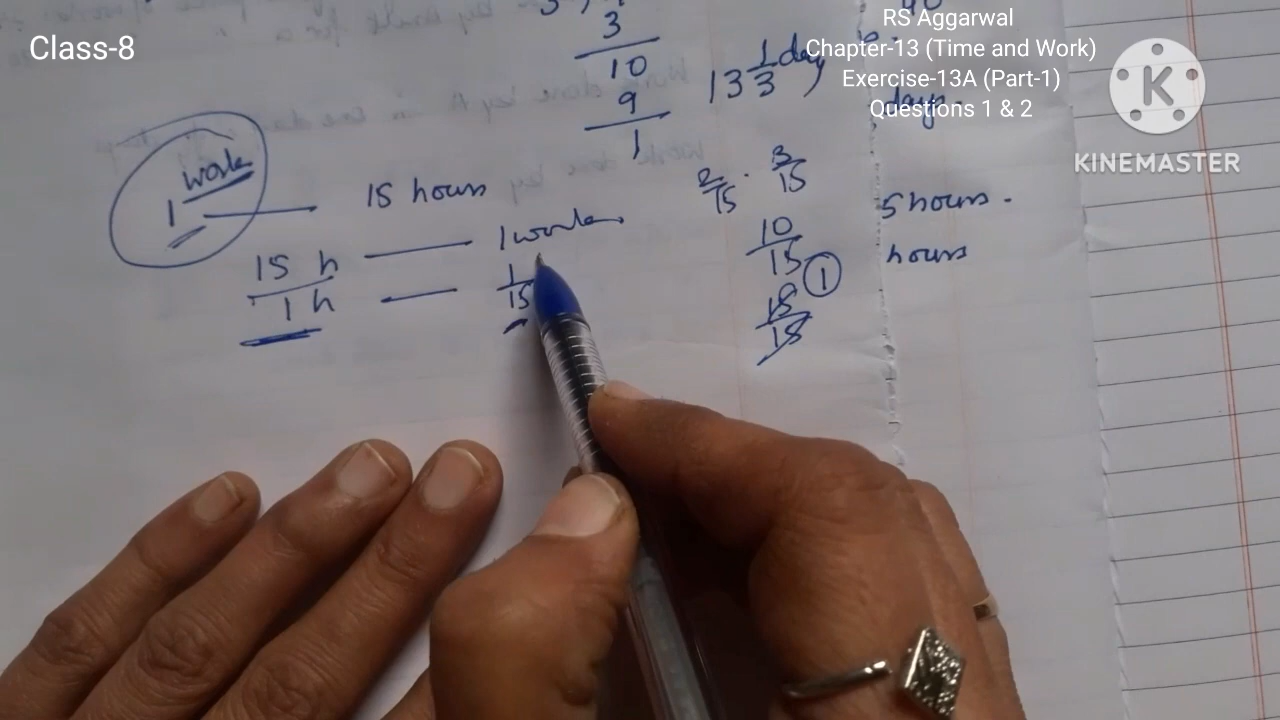 Class-8
RS Aggarwal
Chapter-13 (Time and Work)
Exercise-13A (Part-1)
Questions 1 & 2
KINEMASTER
3
10
9
1
13 1/3 days
days.
work
1 — 15 hours
15 h — 1 work
1 h — 1/15
2/15 . 3/15
10/15
15/15 1
5 hours.
hours